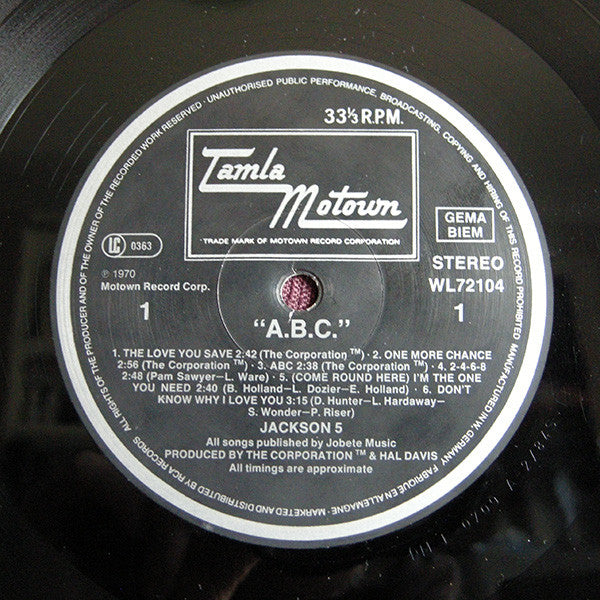 ALL RIGHTS OF THE PRODUCER AND OF THE OWNER OF THE RECORDED WORK RESERVED · UNAUTHORISED PUBLIC PERFORMANCE, BROADCASTING, COPYING AND HIRING OF THIS RECORD PROHIBITED
MANUFACTURED IN W. GERMANY FABRIQUÉ EN ALLEMAGNE · MARKETED AND DISTRIBUTED BY RCA RECORDS
33⅓ R.P.M.
Tamla
Motown
TRADE MARK OF MOTOWN RECORD CORPORATION
GEMA
BIEM
LC 0363
STEREO
WL72104
℗ 1970
Motown Record Corp.
1
1
"A.B.C."
1. THE LOVE YOU SAVE 2:42 (The Corporation ™) · 2. ONE MORE CHANCE
2:56 (The Corporation ™) · 3. ABC 2:38 (The Corporation ™) · 4. 2-4-6-8
2:48 (Pam Sawyer–L. Ware) · 5. (COME ROUND HERE) I'M THE ONE
YOU NEED 2:40 (B. Holland–L. Dozier–E. Holland) · 6. DON'T
KNOW WHY I LOVE YOU 3:15 (D. Hunter–L. Hardaway–
S. Wonder–P. Riser)
JACKSON 5
All songs published by Jobete Music
PRODUCED BY THE CORPORATION ™ & HAL DAVIS
All timings are approximate